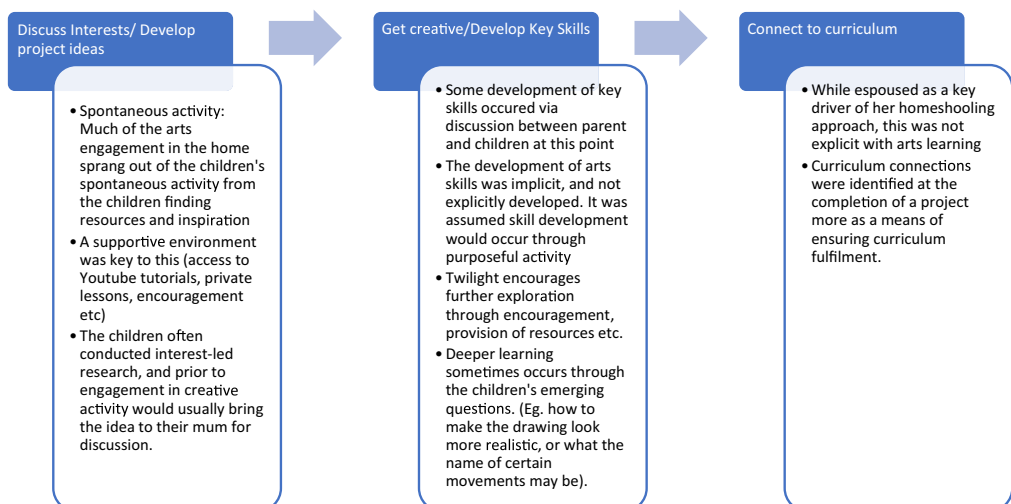 Discuss Interests/ Develop
project ideas
• Spontaneous activity:
Much of the arts
engagement in the home
sprang out of the children's
spontaneous activity from
the children finding
resources and inspiration
• A supportive environment
was key to this (access to
Youtube tutorials, private
lessons, encouragement
etc)
• The children often
conducted interest-led
research, and prior to
engagement in creative
activity would usually bring
the idea to their mum for
discussion.
Get creative/Develop Key Skills
• Some development of key
skills occured via
discussion between parent
and children at this point
• The development of arts
skills was implicit, and not
explicitly developed. It was
assumed skill development
would occur through
purposeful activity
• Twilight encourages
further exploration
through encouragement,
provision of resources etc.
• Deeper learning
sometimes occurs through
the children's emerging
questions. (Eg. how to
make the drawing look
more realistic, or what the
name of certain
movements may be).
Connect to curriculum
• While espoused as a key
driver of her homeshooling
approach, this was not
explicit with arts learning
• Curriculum connections
were identified at the
completion of a project
more as a means of
ensuring curriculum
fulfilment.